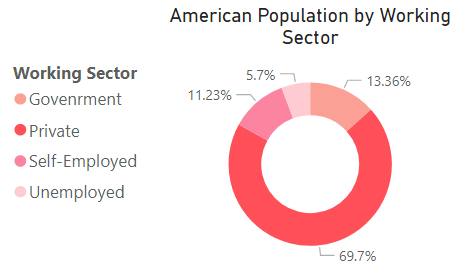 American Population by Working
Sector
Working Sector
Govenrment
Private
Self-Employed
Unemployed
5.7%
13.36%
11.23%
69.7%